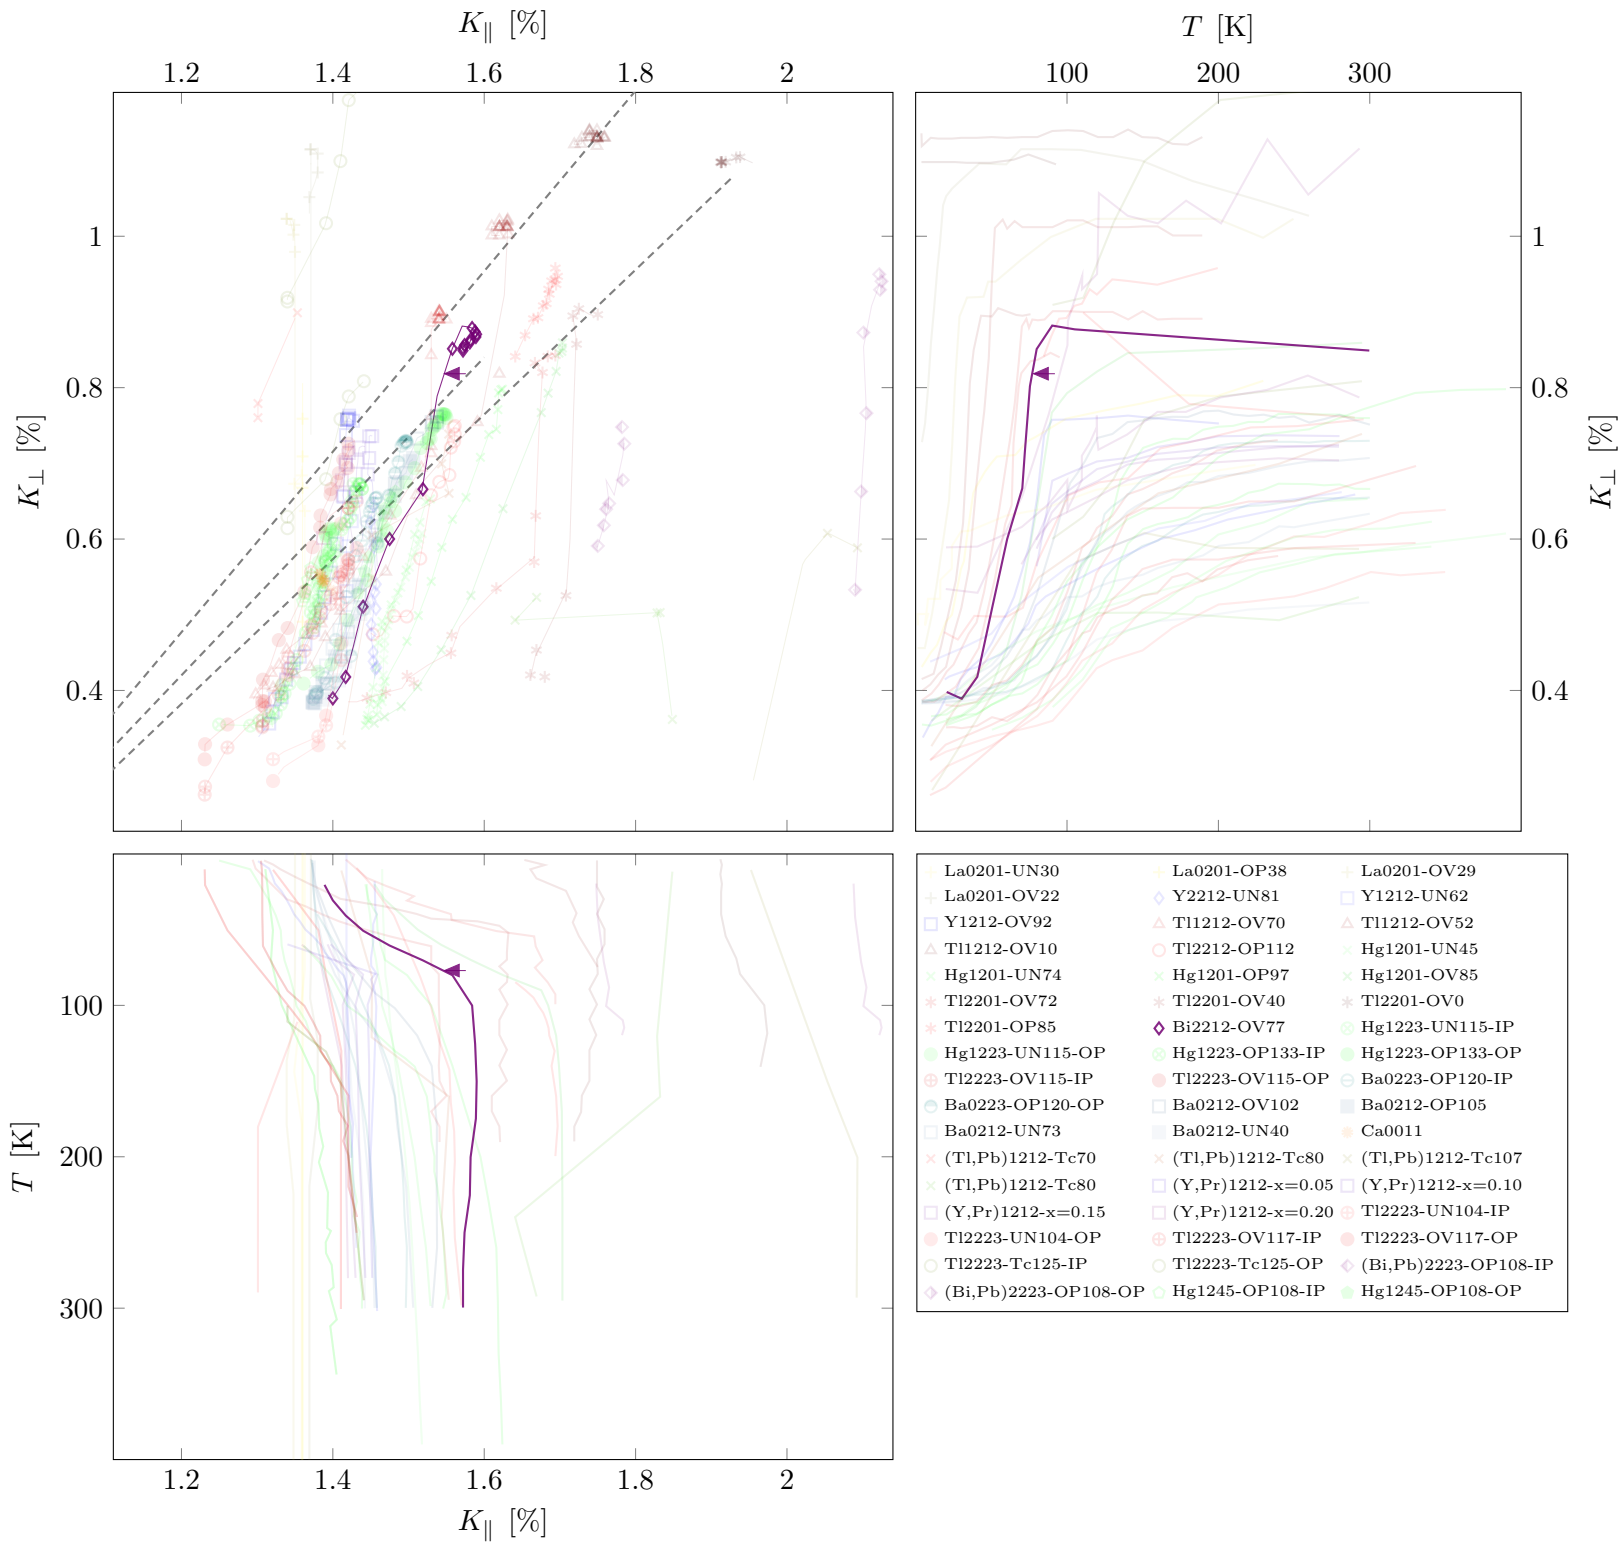 K∥ [%]
T [K]
1.2 1.4 1.6 1.8 2
100 200 300
1 1
0.8 0.8
K⊥ [%]
K⊥ [%]
0.6 0.6
0.4 0.4
La0201-UN30 La0201-OP38 La0201-OV29
La0201-OV22 Y2212-UN81 Y1212-UN62
Y1212-OV92 Tl1212-OV70 Tl1212-OV52
Tl1212-OV10 Tl2212-OP112 Hg1201-UN45
Hg1201-UN74 Hg1201-OP97 Hg1201-OV85
Tl2201-OV72 Tl2201-OV40 Tl2201-OV0
Tl2201-OP85 Bi2212-OV77 Hg1223-UN115-IP
Hg1223-UN115-OP Hg1223-OP133-IP Hg1223-OP133-OP
Tl2223-OV115-IP Tl2223-OV115-OP Ba0223-OP120-IP
Ba0223-OP120-OP Ba0212-OV102 Ba0212-OP105
Ba0212-UN73 Ba0212-UN40 Ca0011
(Tl,Pb)1212-Tc70 (Tl,Pb)1212-Tc80 (Tl,Pb)1212-Tc107
(Tl,Pb)1212-Tc80 (Y,Pr)1212-x=0.05 (Y,Pr)1212-x=0.10
(Y,Pr)1212-x=0.15 (Y,Pr)1212-x=0.20 Tl2223-UN104-IP
Tl2223-UN104-OP Tl2223-OV117-IP Tl2223-OV117-OP
Tl2223-Tc125-IP Tl2223-Tc125-OP (Bi,Pb)2223-OP108-IP
(Bi,Pb)2223-OP108-OP Hg1245-OP108-IP Hg1245-OP108-OP
100
T [K]
200
300
1.2 1.4 1.6 1.8 2
K∥ [%]